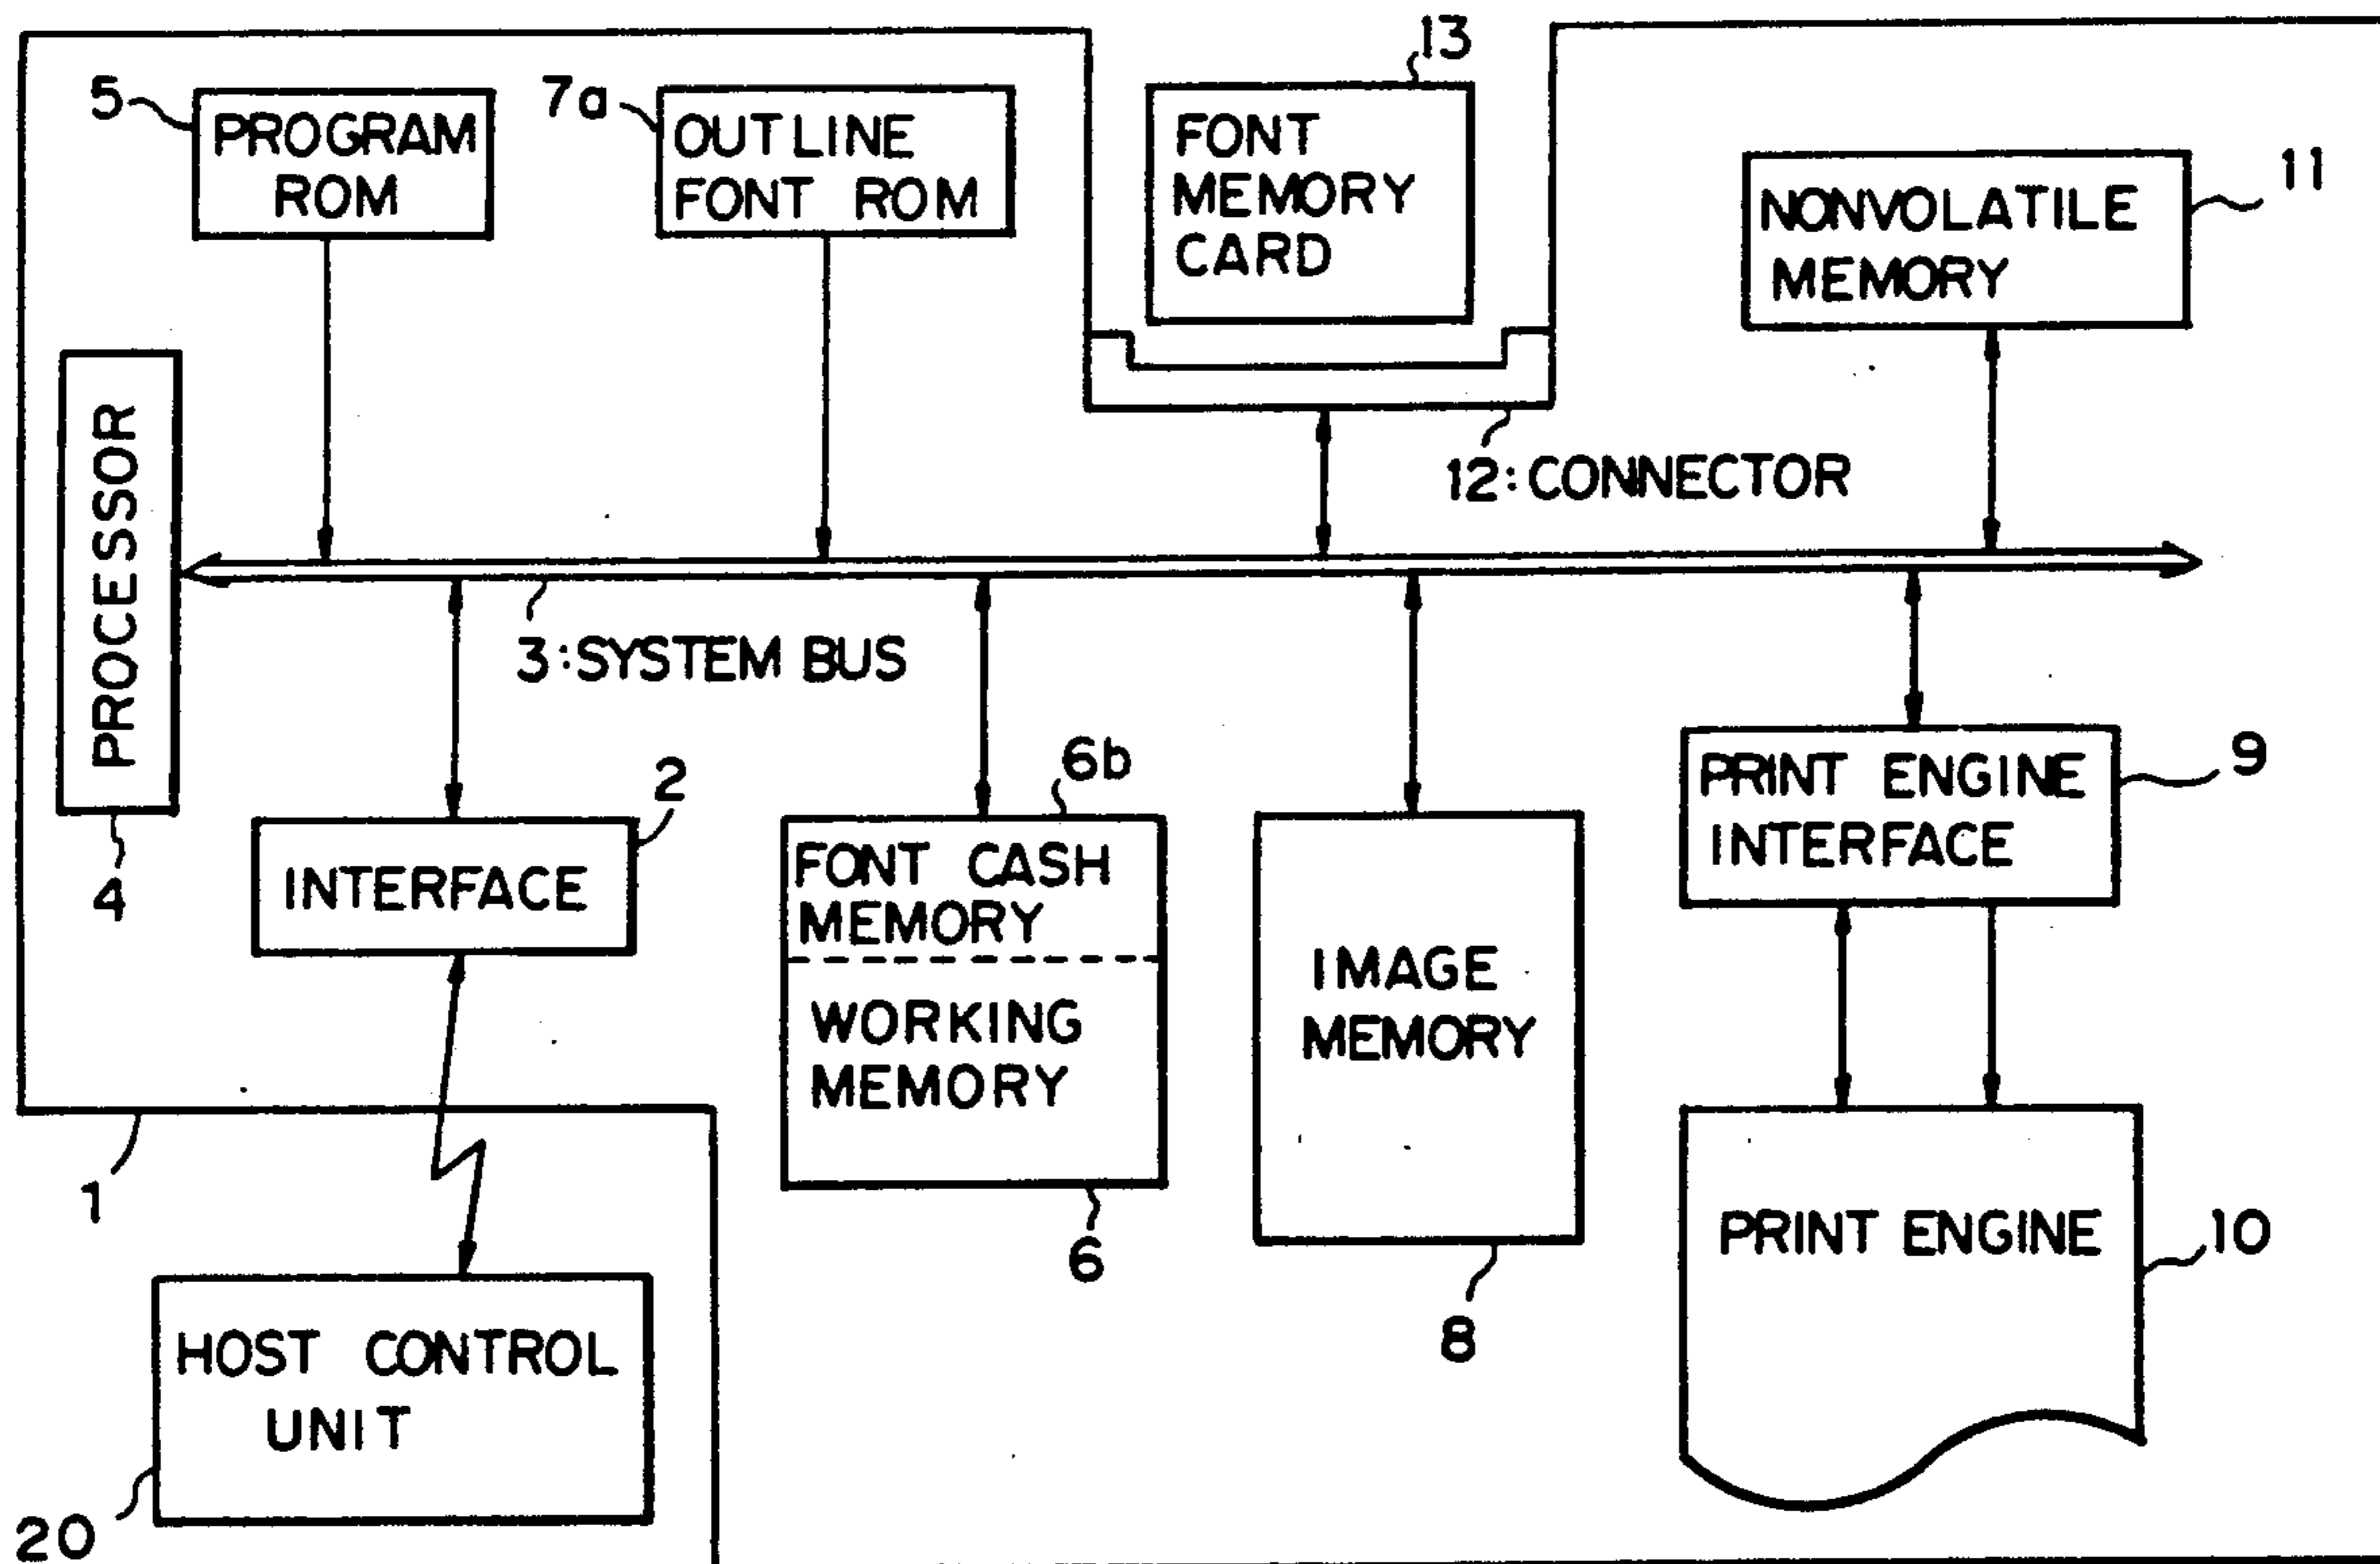 13
5
7a
PROGRAM
ROM
OUTLINE
FONT ROM
FONT
MEMORY
CARD
11
NONVOLATILE
MEMORY
PROCESSOR
12:CONNECTOR
3:SYSTEM BUS
4
2
INTERFACE
6b
FONT CASH
MEMORY
WORKING
MEMORY
6
IMAGE
MEMORY
8
9
PRINT ENGINE
INTERFACE
1
PRINT ENGINE
10
HOST CONTROL
UNIT
20